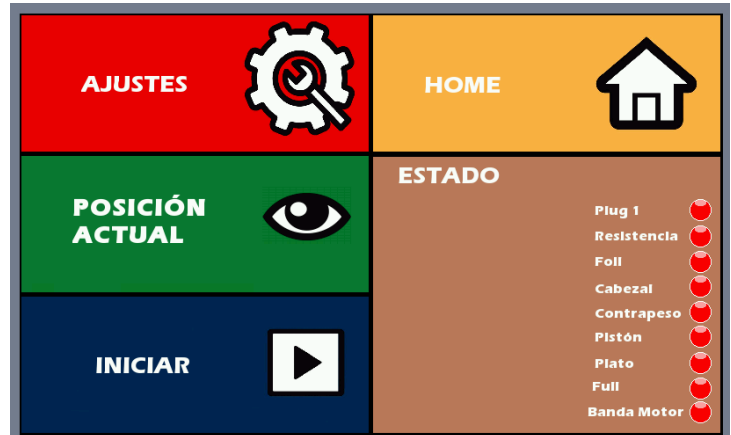 AJUSTES
HOME
POSICIÓN
ACTUAL
INICIAR
ESTADO
Plug 1
Resistencia
Foil
Cabezal
Contrapeso
Pistón
Plato
Full
Banda Motor